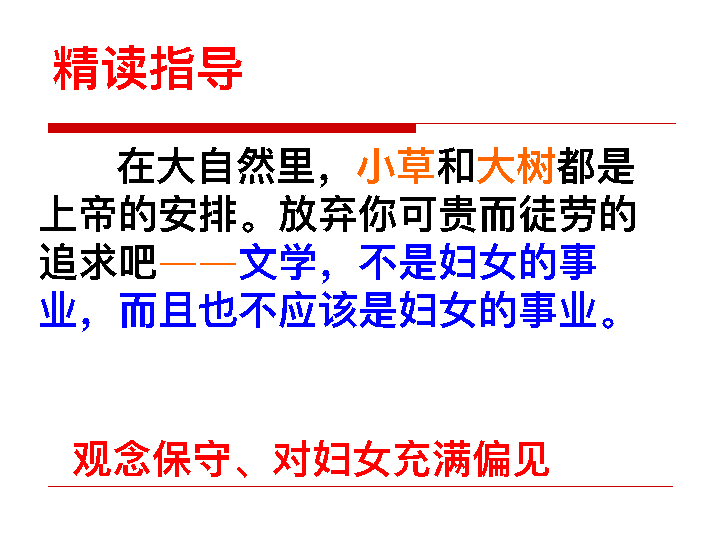 精读指导
在大自然里，小草和大树都是
上帝的安排。放弃你可贵而徒劳的
追求吧——文学，不是妇女的事
业，而且也不应该是妇女的事业。
观念保守、对妇女充满偏见